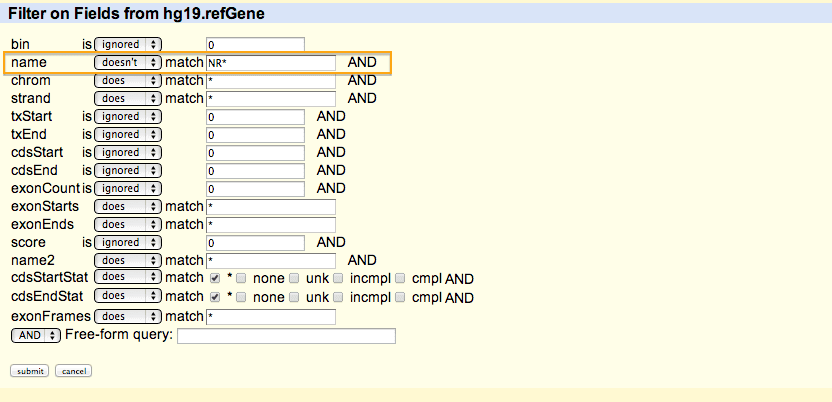 Filter on Fields from hg19.refGene
bin is ignored 0
name doesn't match NR* AND
chrom does match * AND
strand does match * AND
txStart is ignored 0 AND
txEnd is ignored 0 AND
cdsStart is ignored 0 AND
cdsEnd is ignored 0 AND
exonCount is ignored 0 AND
exonStarts does match *
exonEnds does match *
score is ignored 0 AND
name2 does match * AND
cdsStartStat does match * none unk incmpl cmpl AND
cdsEndStat does match * none unk incmpl cmpl AND
exonFrames does match *
AND Free-form query:
submit cancel